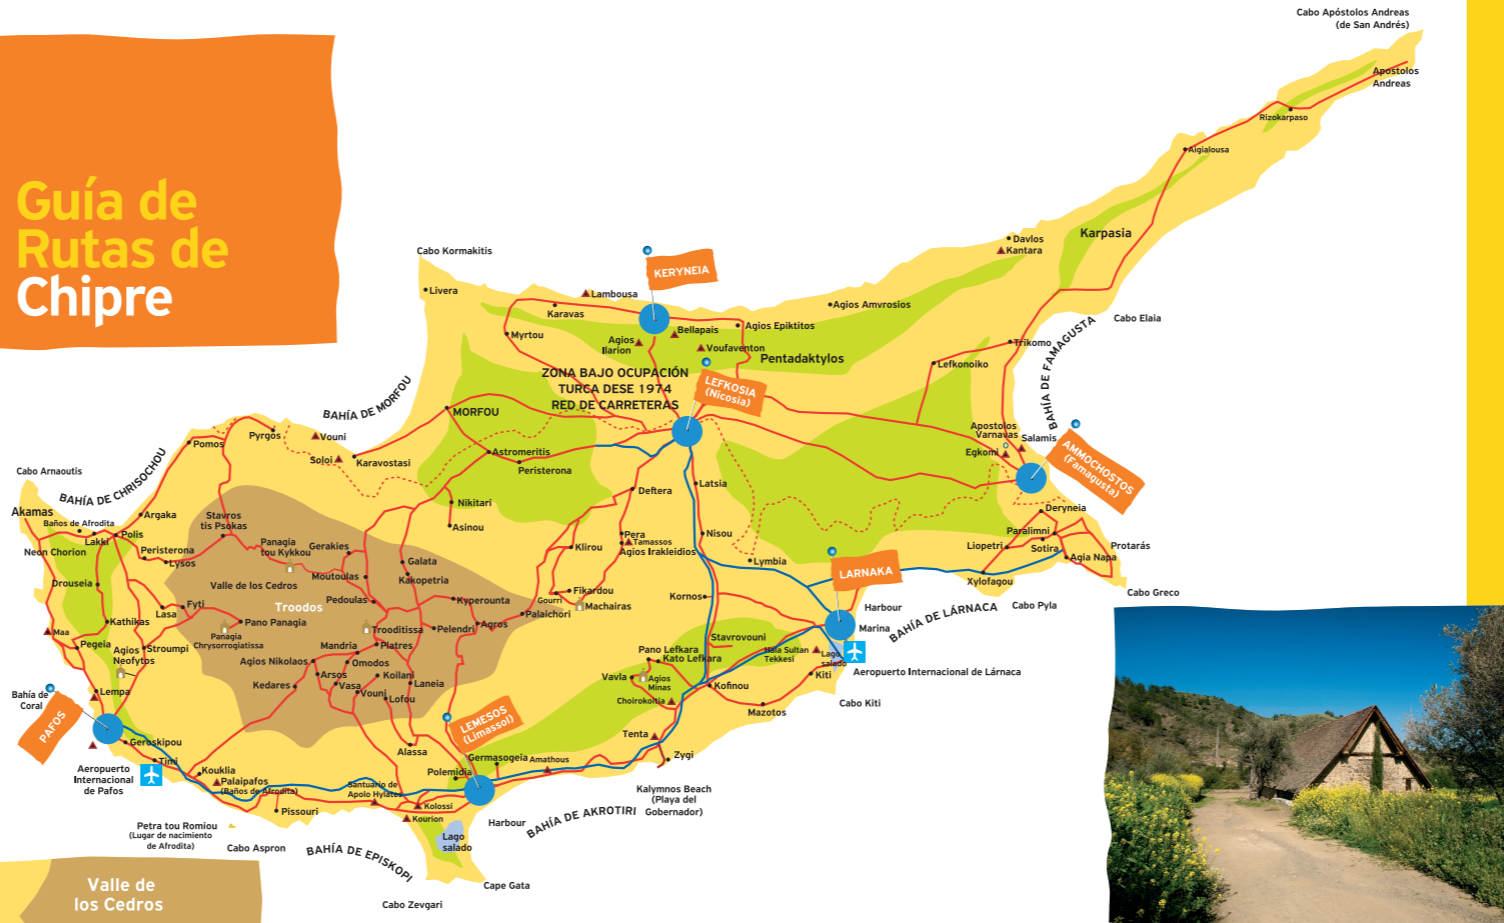 Guía de
Rutas de
Chipre
Cabo Apóstolos Andreas
(de San Andrés)
Apostolos
Andreas
Rizokarpaso
Aigialousa
Karpasia
Davlos
Kantara
Cabo Elaia
Cabo Kormakitis
Livera
KERYNEIA
Lambousa
Karavas
Myrtou
Agios
Ilarion
Bellapais
Voufaventon
Agios Epiktitos
Agios Amvrosios
Pentadaktylos
Trikomo
Lefkonoiko
BAHÍA DE FAMAGUSTA
ZONA BAJO OCUPACIÓN
TURCA DESE 1974
RED DE CARRETERAS
LEFKOSIA
(Nicosia)
BAHÍA DE MORFOU
MORFOU
Apostolos
Varnavas
Salamis
Egkomi
AMMOCHOSTOS
(Famagusta)
Pyrgos
Pomos
Vouni
Soloi
Karavostasi
Astromeritis
Peristerona
BAHÍA DE CHRISOCHOU
Cabo Arnaoutis
Akamas
Baños de Afrodita
Lakki
Polis
Argaka
Neon Chorion
Peristerona
Lysos
Stavros
tis Psokas
Panagia
tou Kykkou
Gerakies
Nikitari
Asinou
Galata
Kakopetria
Moutoulas
Pedoulas
Valle de los Cedros
Troodos
Deftera
Latsia
Pera
Tamassos
Agios Irakleidios
Nisou
Klirou
Fikardou
Gourri
Machairas
Palaichori
Kyperounta
Agros
Pelendri
Trooditissa
Platres
Mandria
Omodos
Agios Nikolaos
Arsos
Vasa
Vouni
Koilani
Lofou
Laneia
Kedares
Drouseia
Kathikas
Lasa
Fyti
Pano Panagia
Panagia
Chrysorrogiatissa
Maa
Pegeia
Agios
Neofytos
Stroumpi
Lempa
Bahía de
Coral
PAFOS
Geroskipou
Timi
Aeropuerto
Internacional
de Pafos
Kouklia
Palaipafos
(Baños de Afrodita)
Pissouri
Petra tou Romiou
(Lugar de nacimiento
de Afrodita)
Cabo Aspron
BAHÍA DE EPISKOPI
Santuario de
Apolo Hylates
Kolossi
Kourion
Alassa
Polemidia
LEMESOS
(Limassol)
Germasogeia
Amathous
Harbour
Lago
salado
Cape Gata
Cabo Zevgari
BAHÍA DE AKROTIRI
Kalymnos Beach
(Playa del
Gobernador)
Zygi
Tenta
Mazotos
Kofinou
Choirokoitia
Vavla
Agios
Minas
Pano Lefkara
Kato Lefkara
Stavrovouni
Kornos
Lymbia
LARNAKA
Harbour
Marina
Hala Sultan
Tekkesi
Lago
salado
Kiti
Cabo Kiti
Aeropuerto Internacional de Lárnaca
BAHÍA DE LÁRNACA
Cabo Pyla
Xylofagou
Liopetri
Sotira
Paralimni
Deryneia
Agia Napa
Protarás
Cabo Greco
Valle de
los Cedros